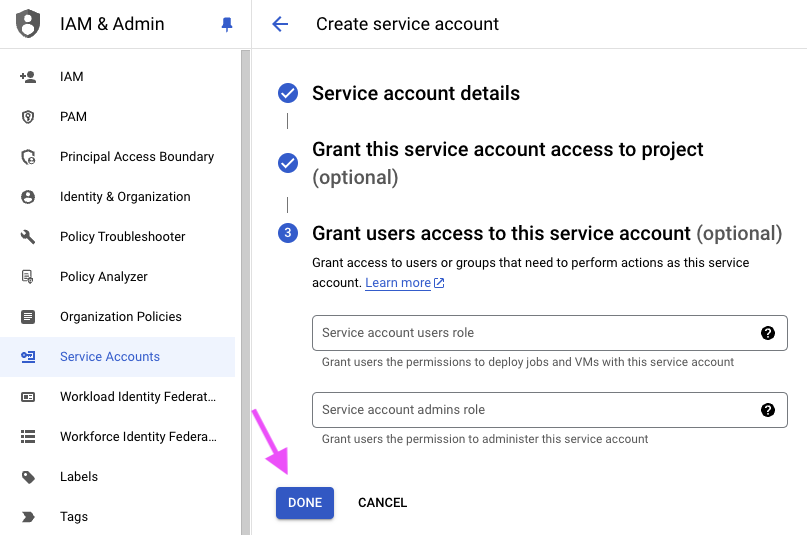 IAM & Admin
IAM
PAM
Principal Access Boundary
Identity & Organization
Policy Troubleshooter
Policy Analyzer
Organization Policies
Service Accounts
Workload Identity Federat...
Workforce Identity Federa...
Labels
Tags
Create service account
Service account details
Grant this service account access to project
(optional)
3 Grant users access to this service account (optional)
Grant access to users or groups that need to perform actions as this service
account. Learn more
Service account users role ?
Grant users the permissions to deploy jobs and VMs with this service account
Service account admins role ?
Grant users the permission to administer this service account
DONE CANCEL